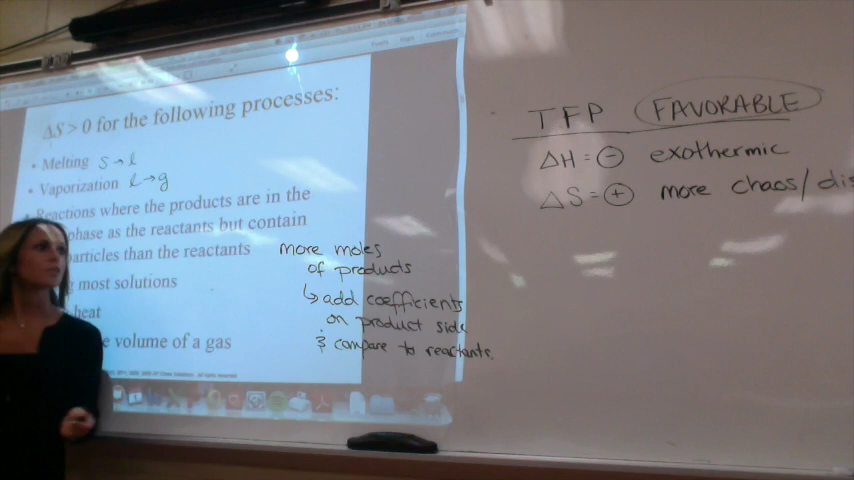 ΔS > 0 for the following processes:
• Melting s→l
• Vaporization l→g
Reactions where the products are in the
phase as the reactants but contain
particles than the reactants
most solutions
heat
volume of a gas
more moles
of products
↳ add coefficients
on product side
& compare to reactants.
TFP FAVORABLE
ΔH = ⊖ exothermic
ΔS = ⊕ more chaos/dis